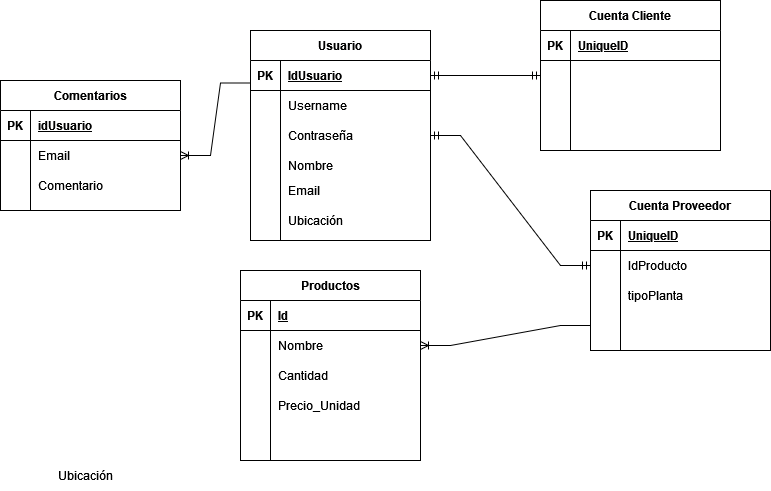 Cuenta Cliente
PK UniqueID
Usuario
PK IdUsuario
Username
Contraseña
Nombre
Email
Ubicación
Comentarios
PK idUsuario
Email
Comentario
Cuenta Proveedor
PK UniqueID
IdProducto
tipoPlanta
Productos
PK Id
Nombre
Cantidad
Precio_Unidad
Ubicación